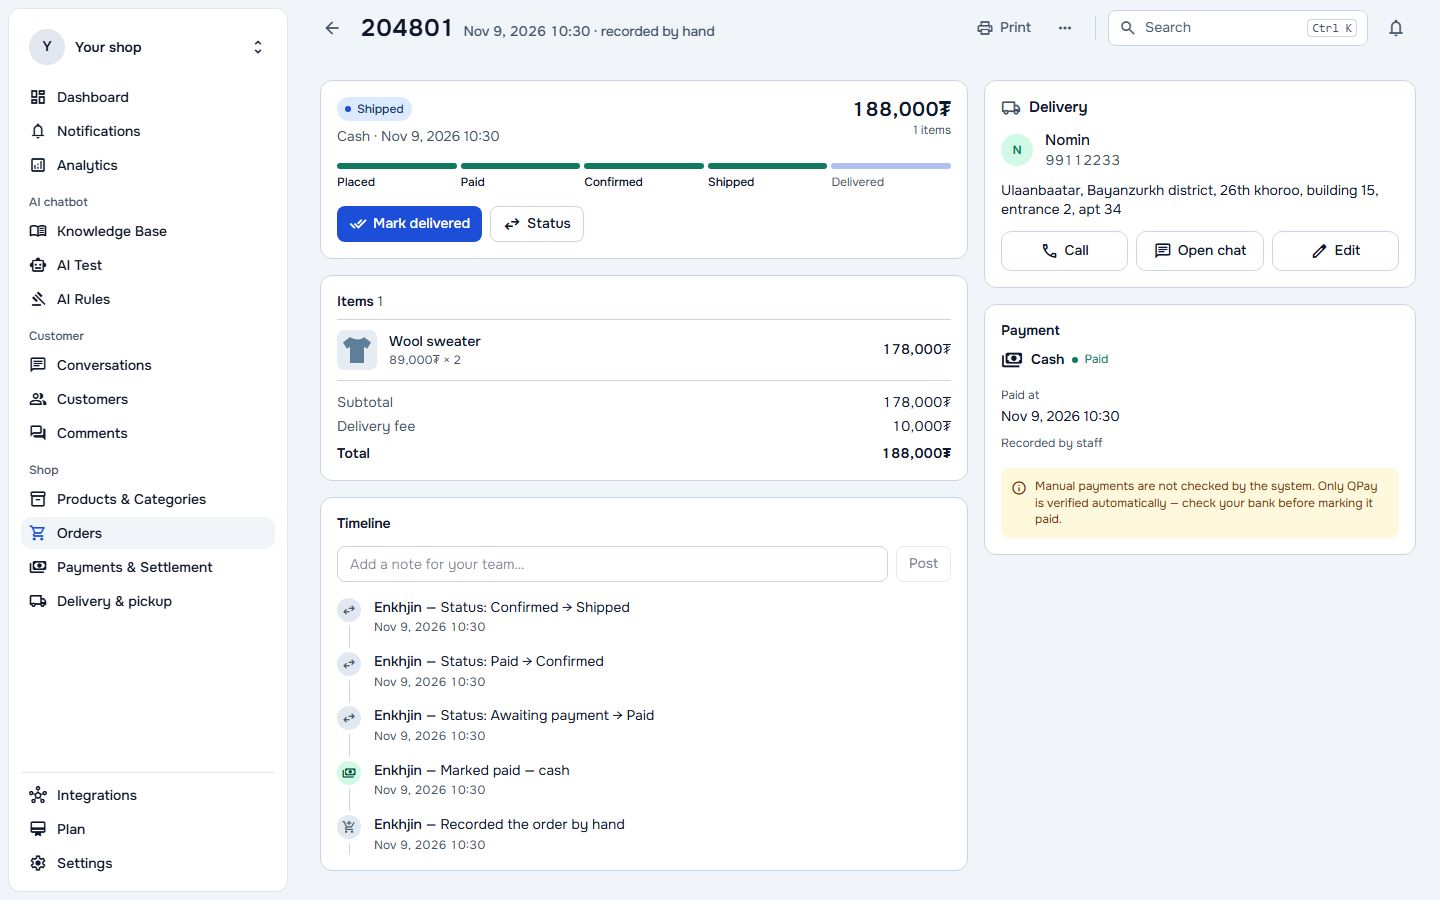 Y
Your shop
Dashboard
Notifications
Analytics
AI chatbot
Knowledge Base
AI Test
AI Rules
Customer
Conversations
Customers
Comments
Shop
Products & Categories
Orders
Payments & Settlement
Delivery & pickup
Integrations
Plan
Settings
204801 Nov 9, 2026 10:30 · recorded by hand
Print
Search
Ctrl K
Shipped
188,000₮
Cash · Nov 9, 2026 10:30
1 items
Placed
Paid
Confirmed
Shipped
Delivered
Mark delivered
Status
Items 1
Wool sweater
89,000₮ × 2
178,000₮
Subtotal
178,000₮
Delivery fee
10,000₮
Total
188,000₮
Timeline
Add a note for your team...
Post
Enkhjin — Status: Confirmed → Shipped
Nov 9, 2026 10:30
Enkhjin — Status: Paid → Confirmed
Nov 9, 2026 10:30
Enkhjin — Status: Awaiting payment → Paid
Nov 9, 2026 10:30
Enkhjin — Marked paid — cash
Nov 9, 2026 10:30
Enkhjin — Recorded the order by hand
Nov 9, 2026 10:30
Delivery
N
Nomin
99112233
Ulaanbaatar, Bayanzurkh district, 26th khoroo, building 15,
entrance 2, apt 34
Call
Open chat
Edit
Payment
Cash
Paid
Paid at
Nov 9, 2026 10:30
Recorded by staff
Manual payments are not checked by the system. Only QPay
is verified automatically — check your bank before marking it
paid.